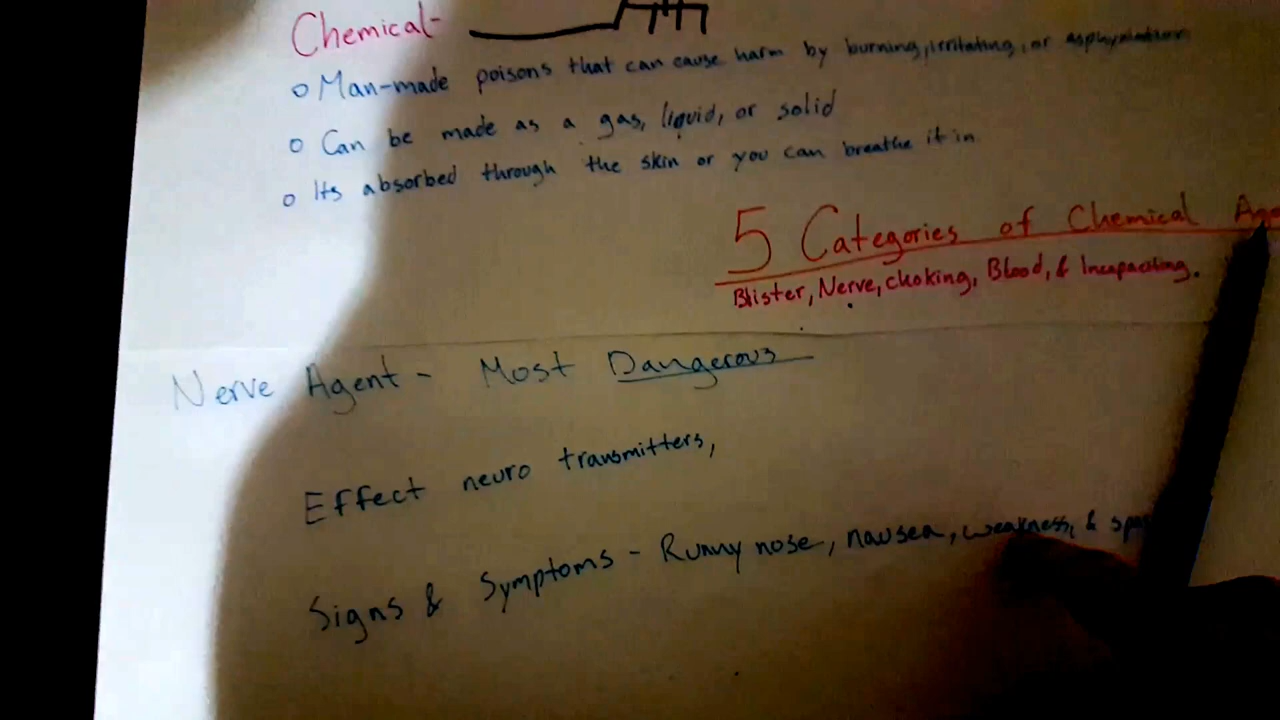 Chemical-
o Man-made poisons that can cause harm by burning, irritating, or
o Can be made as a gas, liquid, or solid
o Its absorbed through the skin or you can breathe it in
5 Categories of Chemical
Blister, Nerve, choking, Blood, &
Nerve Agent - Most Dangerous
Effect neuro transmitters,
Signs & Symptoms - Runny nose, nausea, weakness, &